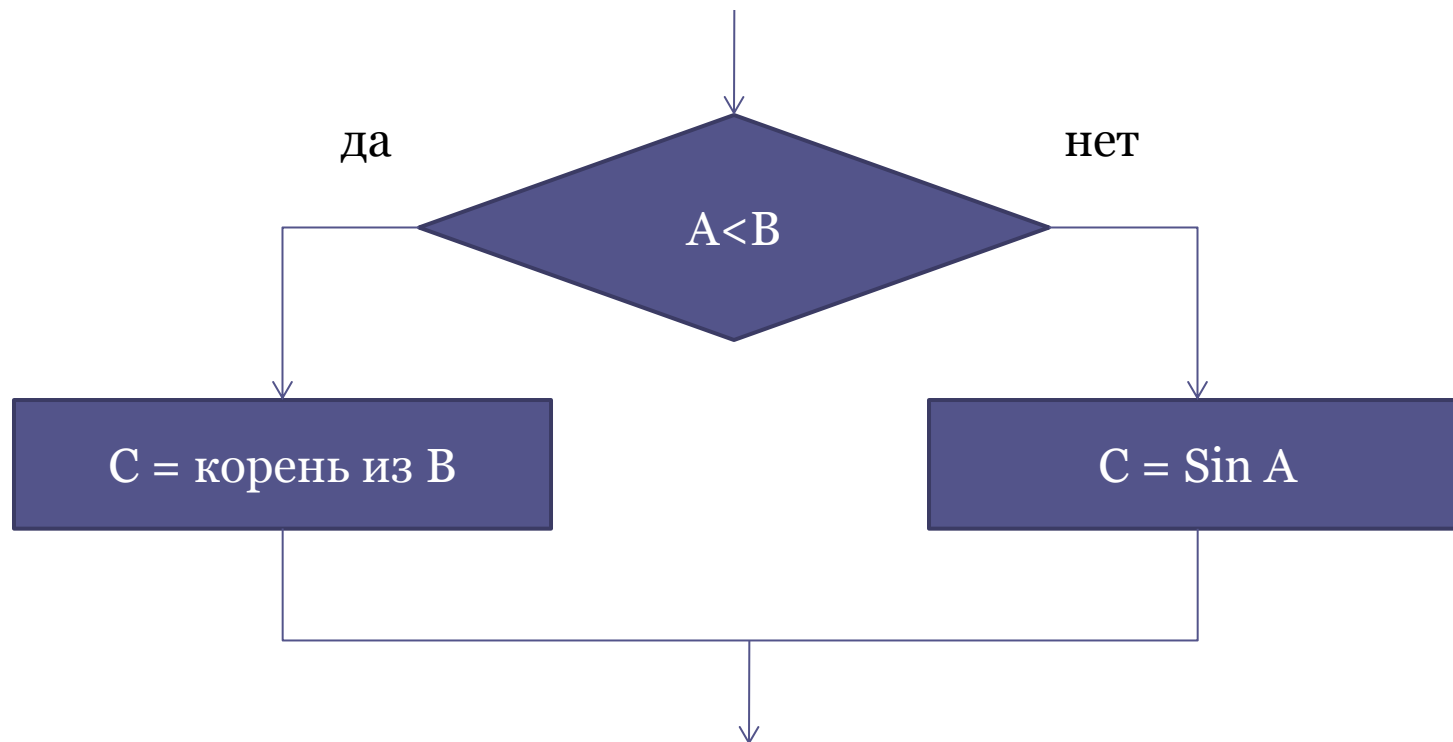 да
нет
A<B
C = корень из B
C = Sin A